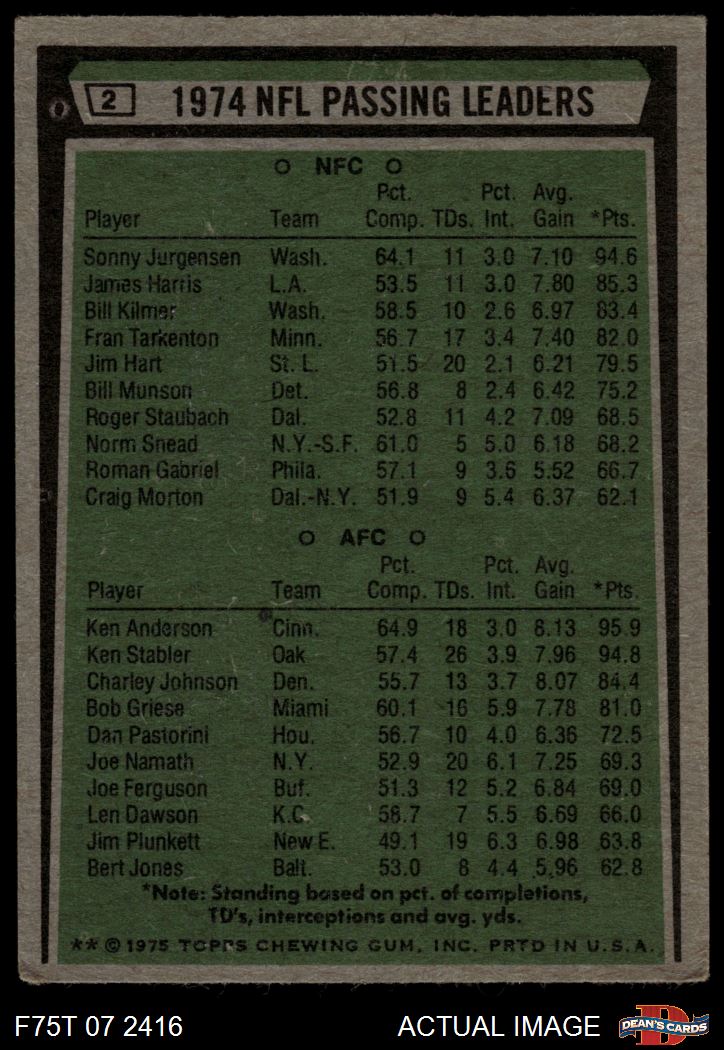 2 1974 NFL PASSING LEADERS
NFC
Pct. Pct. Avg.
Player Team Comp. TDs. Int. Gain *Pts.
Sonny Jurgensen Wash. 64.1 11 3.0 7.10 94.6
James Harris L.A. 53.5 11 3.0 7.80 85.3
Bill Kilmer Wash. 58.5 10 2.6 6.97 83.4
Fran Tarkenton Minn. 56.7 17 3.4 7.40 82.0
Jim Hart St. L. 51.5 20 2.1 6.21 79.5
Bill Munson Det. 56.8 8 2.4 6.42 75.2
Roger Staubach Dal. 52.8 11 4.2 7.09 68.5
Norm Snead N.Y.-S.F. 61.0 5 5.0 6.18 68.2
Roman Gabriel Phila. 57.1 9 3.6 5.52 66.7
Craig Morton Dal.-N.Y. 51.9 9 5.4 6.37 62.1
AFC
Pct. Pct. Avg.
Player Team Comp. TDs. Int. Gain *Pts.
Ken Anderson Cinn. 64.9 18 3.0 8.13 95.9
Ken Stabler Oak 57.4 26 3.9 7.96 94.8
Charley Johnson Den. 55.7 13 3.7 8.07 84.4
Bob Griese Miami 60.1 16 5.9 7.78 81.0
Dan Pastorini Hou. 56.7 10 4.0 6.36 72.5
Joe Namath N.Y. 52.9 20 6.1 7.25 69.3
Joe Ferguson Buf. 51.3 12 5.2 6.84 69.0
Len Dawson K.C. 58.7 7 5.5 6.69 66.0
Jim Plunkett New E. 49.1 19 6.3 6.98 63.8
Bert Jones Balt. 53.0 8 4.4 5.96 62.8
*Note: Standing based on pct. of completions,
TD's, interceptions and avg. yds.
** © 1975 TOPPS CHEWING GUM, INC. PRTD IN U.S.A.
F75T 07 2416 ACTUAL IMAGE D DEAN'S CARDS